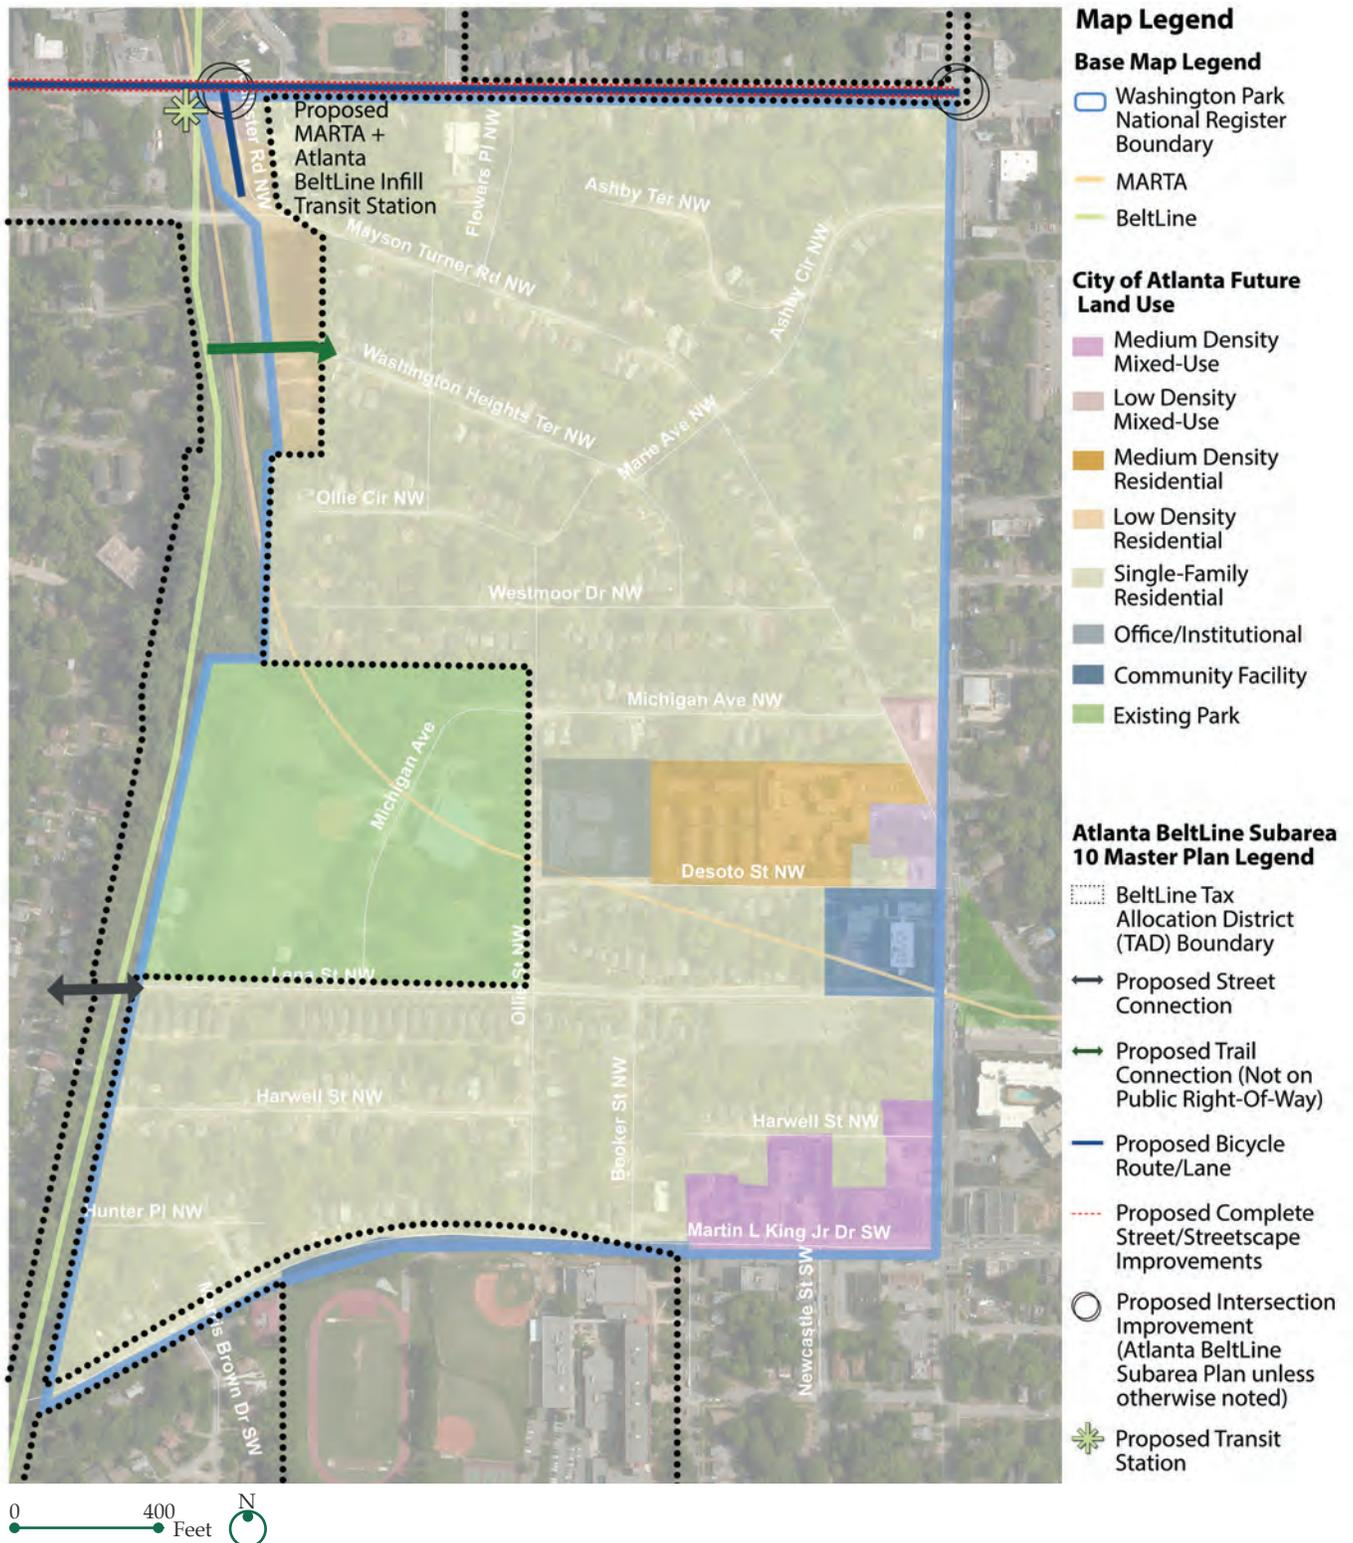 Map Legend
Base Map Legend
Washington Park
National Register
Boundary
MARTA
BeltLine
City of Atlanta Future
Land Use
Medium Density
Mixed-Use
Low Density
Mixed-Use
Medium Density
Residential
Low Density
Residential
Single-Family
Residential
Office/Institutional
Community Facility
Existing Park
Atlanta BeltLine Subarea
10 Master Plan Legend
BeltLine Tax
Allocation District
(TAD) Boundary
Proposed Street
Connection
Proposed Trail
Connection (Not on
Public Right-Of-Way)
Proposed Bicycle
Route/Lane
Proposed Complete
Street/Streetscape
Improvements
Proposed Intersection
Improvement
(Atlanta BeltLine
Subarea Plan unless
otherwise noted)
Proposed Transit
Station
Proposed
MARTA +
Atlanta
BeltLine Infill
Transit Station
Rd NW
Flowers Pl NW
Ashby Ter NW
Mayson Turner Rd NW
Ashby Cir NW
Washington Heights Ter NW
Marie Ave NW
Ollie Cir NW
Westmoor Dr NW
Michigan Ave NW
Michigan Ave
Desoto St NW
Lena St NW
Ollie St NW
Harwell St NW
Booker St NW
Harwell St NW
Hunter Pl NW
Martin L King Jr Dr SW
Newcastle St SW
Brown Dr SW
0 400
Feet
N